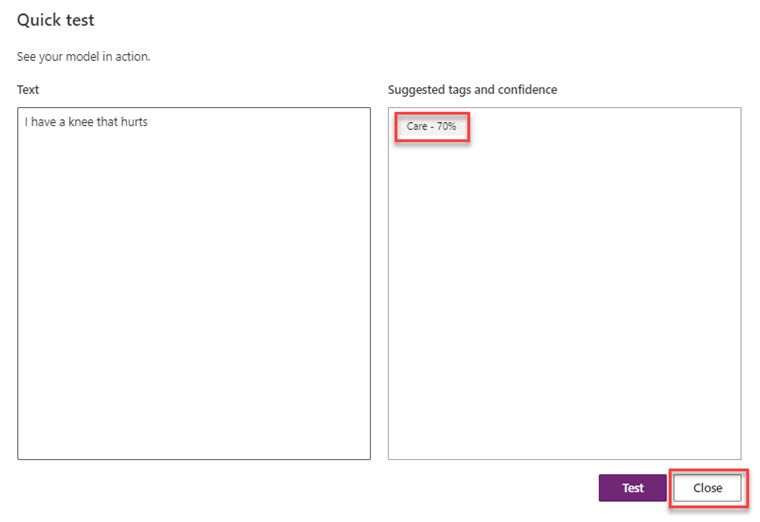 Quick test
See your model in action.
Text
Suggested tags and confidence
I have a knee that hurts
Care - 70%
Test
Close